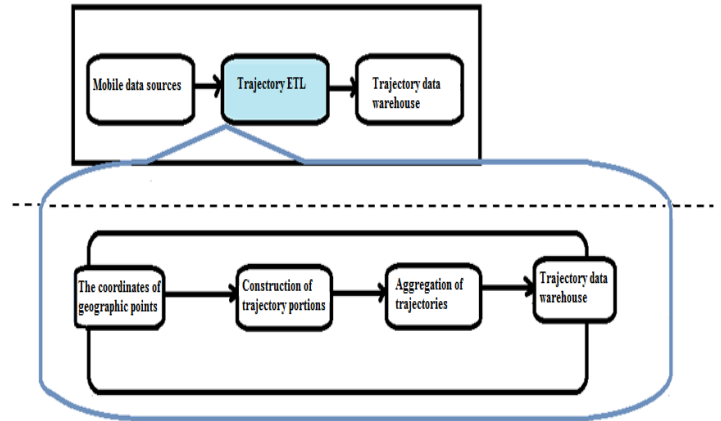 Mobile data sources
Trajectory ETL
Trajectory data
warehouse
The coordinates of
geographic points
Construction of
trajectory portions
Aggregation of
trajectories
Trajectory data
warehouse